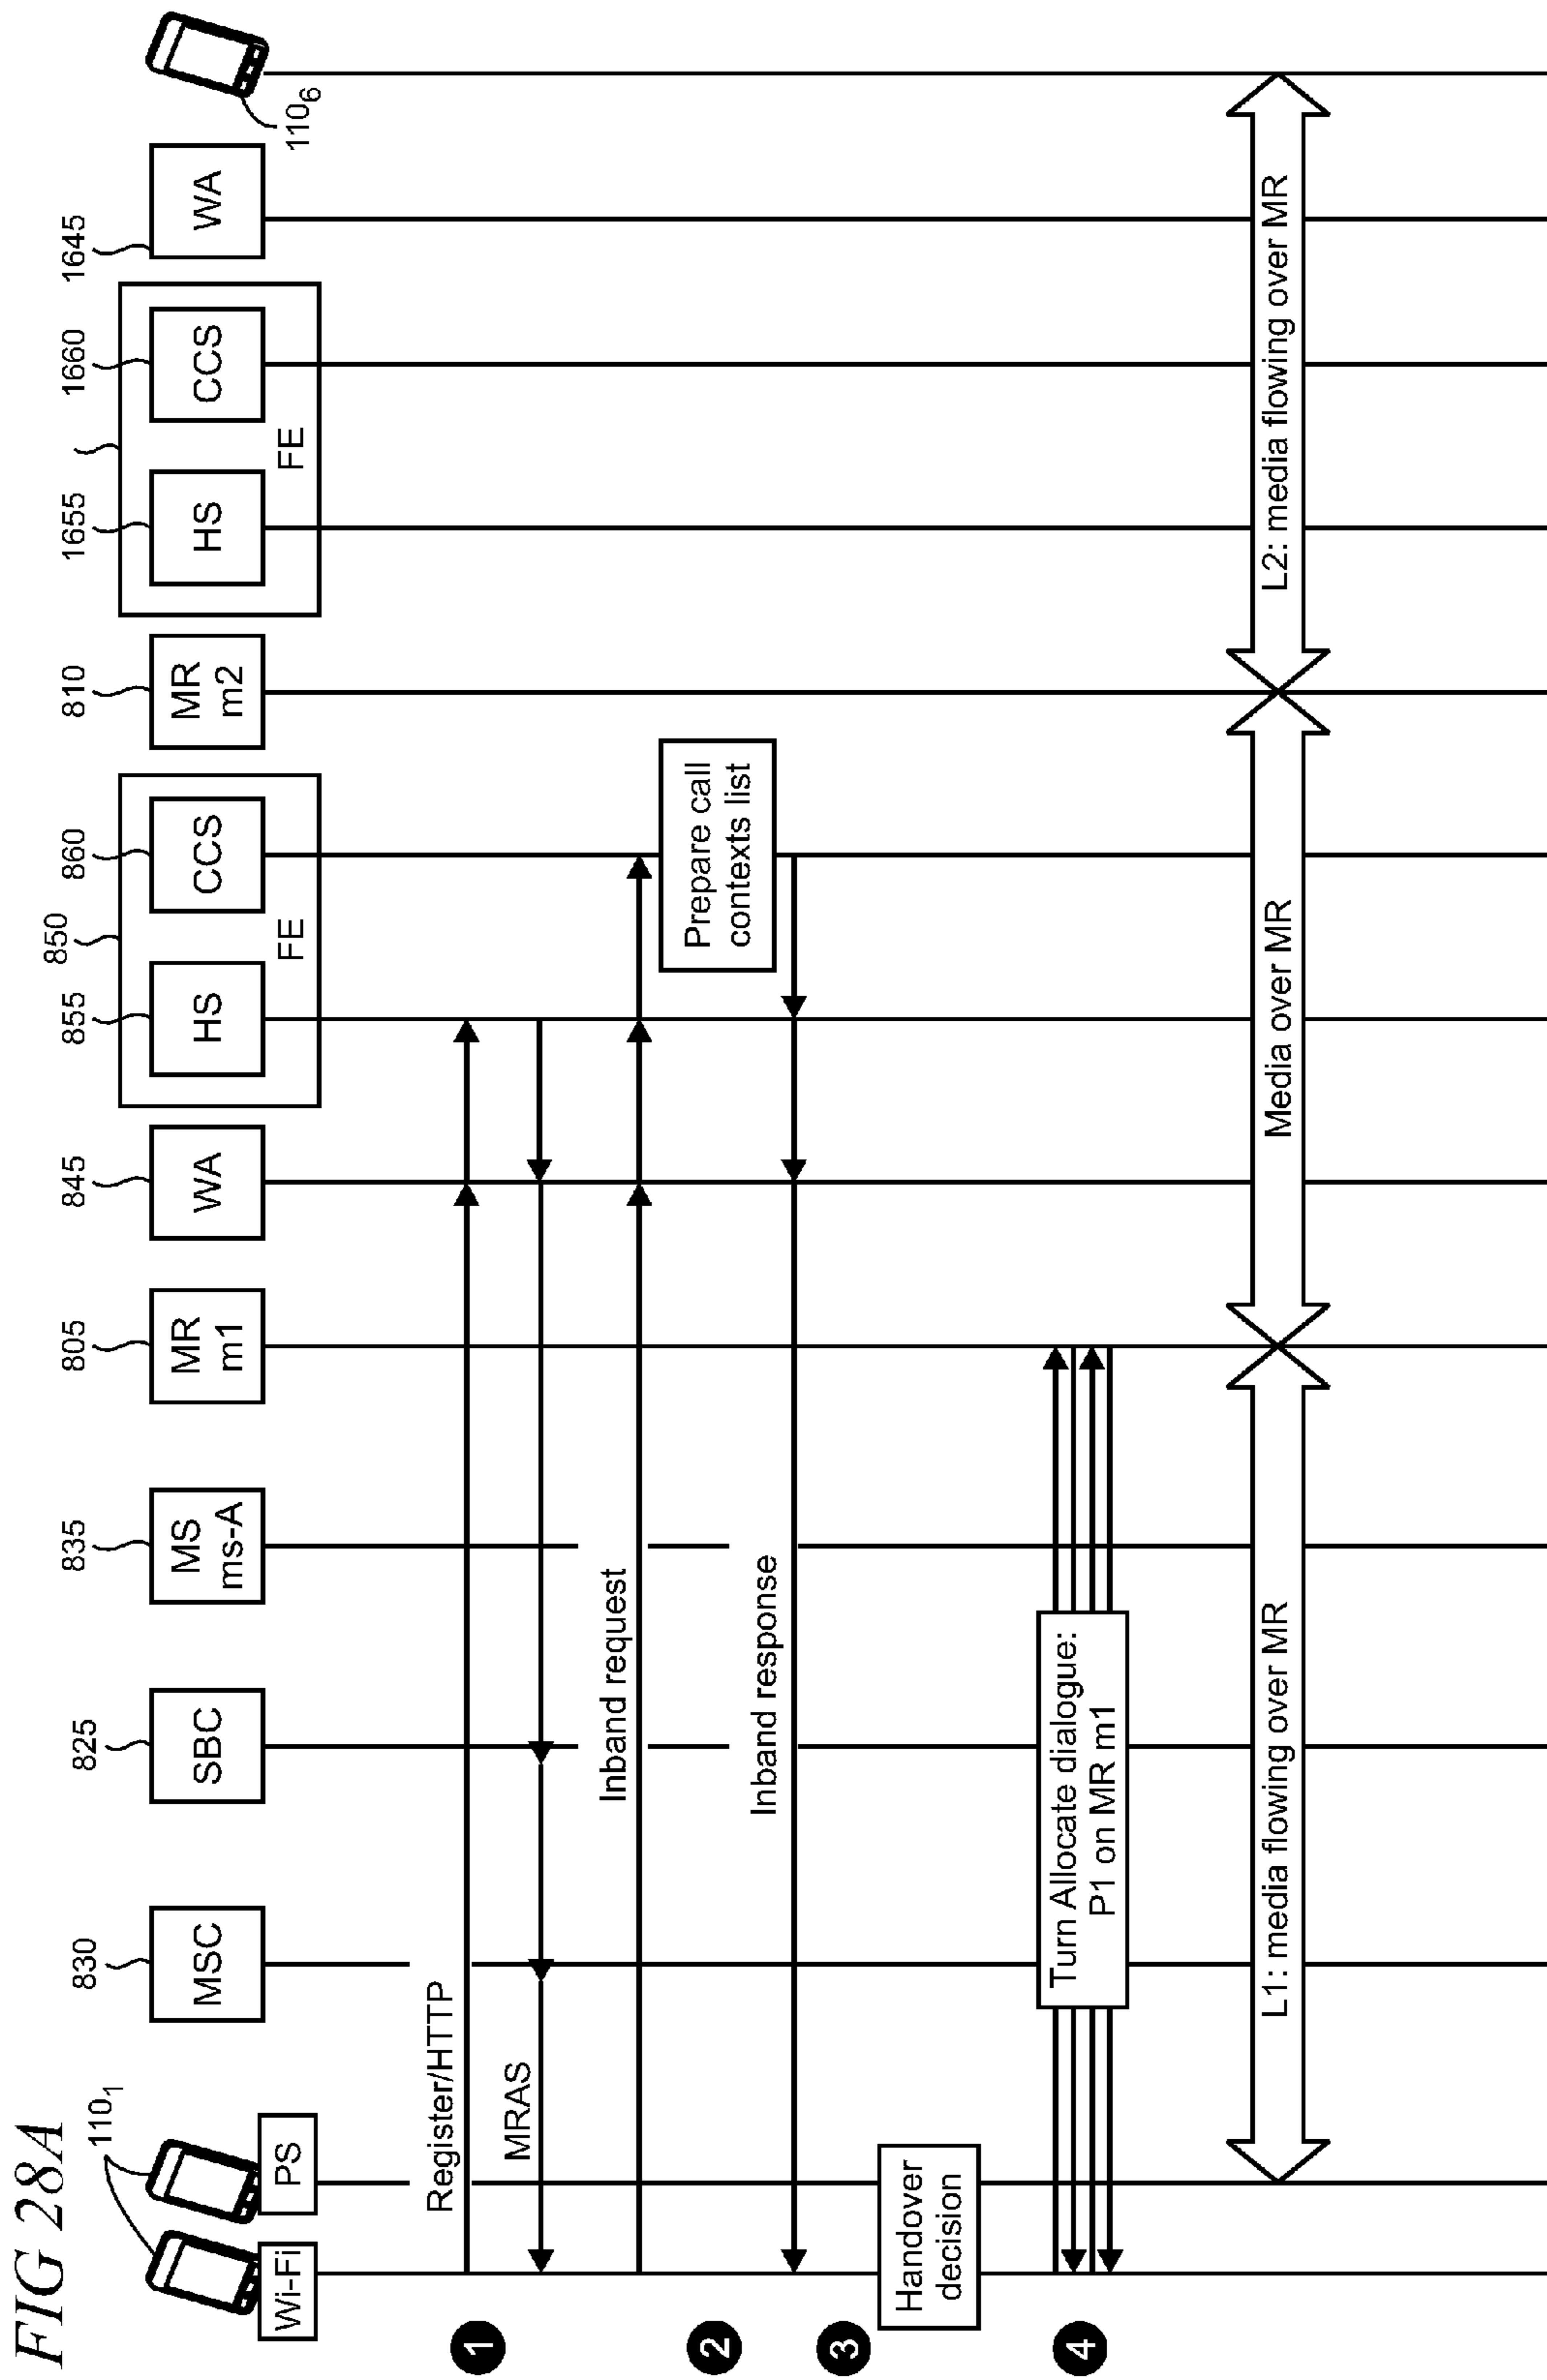 FIG 28A
110₁
Wi-Fi
PS
830
MSC
825
SBC
835
MS
ms-A
805
MR
m1
845
WA
850
855
HS
860
CCS
FE
810
MR
m2
1655
HS
1660
CCS
FE
1645
WA
110₆
1
Register/HTTP
MRAS
Inband request
2
Prepare call
contexts list
Inband response
3
Handover
decision
4
Turn Allocate dialogue:
P1 on MR m1
L1: media flowing over MR
Media over MR
L2: media flowing over MR